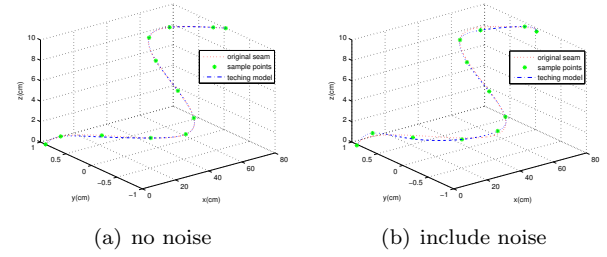 10
8
6
4
2
0
z(cm)
1
0.5
0
−0.5
−1
y(cm)
0
20
40
60
80
x(cm)
original seam
sample points
teching model
(a) no noise
10
8
6
4
2
0
z(cm)
1
0.5
0
−0.5
−1
y(cm)
0
20
40
60
80
x(cm)
original seam
sample points
teching model
(b) include noise